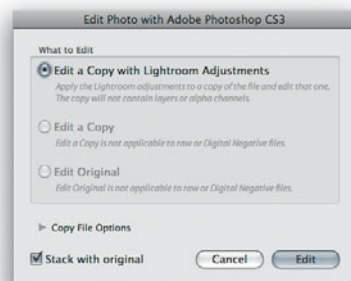 Edit Photo with Adobe Photoshop CS3
What to Edit
Edit a Copy with Lightroom Adjustments
Apply the Lightroom adjustments to a copy of the file and edit that one.
The copy will not contain layers or alpha channels.
Edit a Copy
Edit a Copy is not applicable to raw or Digital Negative files.
Edit Original
Edit Original is not applicable to raw or Digital Negative files.
Copy File Options
Stack with original
Cancel
Edit